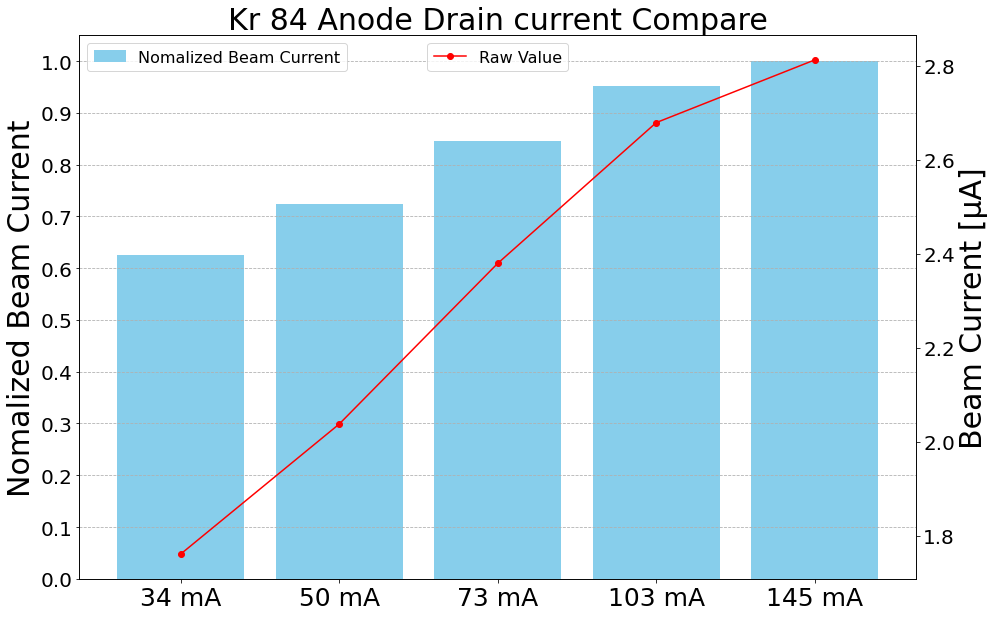 Kr 84 Anode Drain current Compare
Nomalized Beam Current
Raw Value
Nomalized Beam Current
1.0
0.9
0.8
0.7
0.6
0.5
0.4
0.3
0.2
0.1
0.0
2.8
2.6
2.4
2.2
2.0
1.8
Beam Current [μA]
34 mA
50 mA
73 mA
103 mA
145 mA